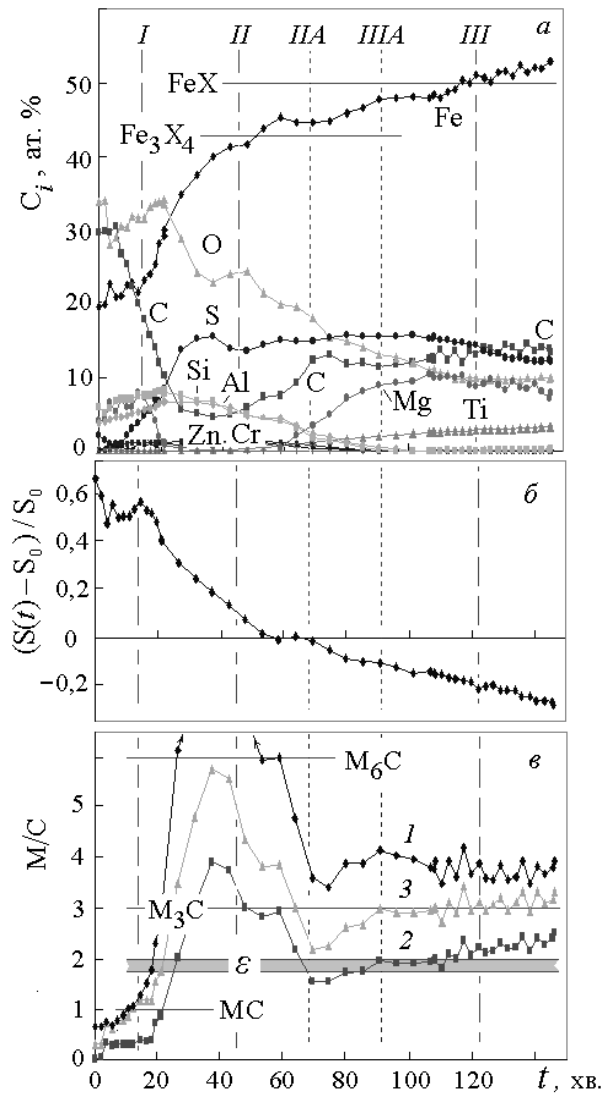 I II IIA IIIA III а
C_i , ат. %
50
40
30
20
10
0
FeX
Fe
Fe₃X₄
O
C
S
Si
Al
C
Mg
Ti
C
Zn Cr
б
(S(t)−S₀)/S₀
0,6
0,4
0,2
0
−0,2
в
M/C
5
4
3
2
1
0
M₆C
1
M₃C
3
2
ε
MC
0 20 40 60 80 100 120 t , хв.